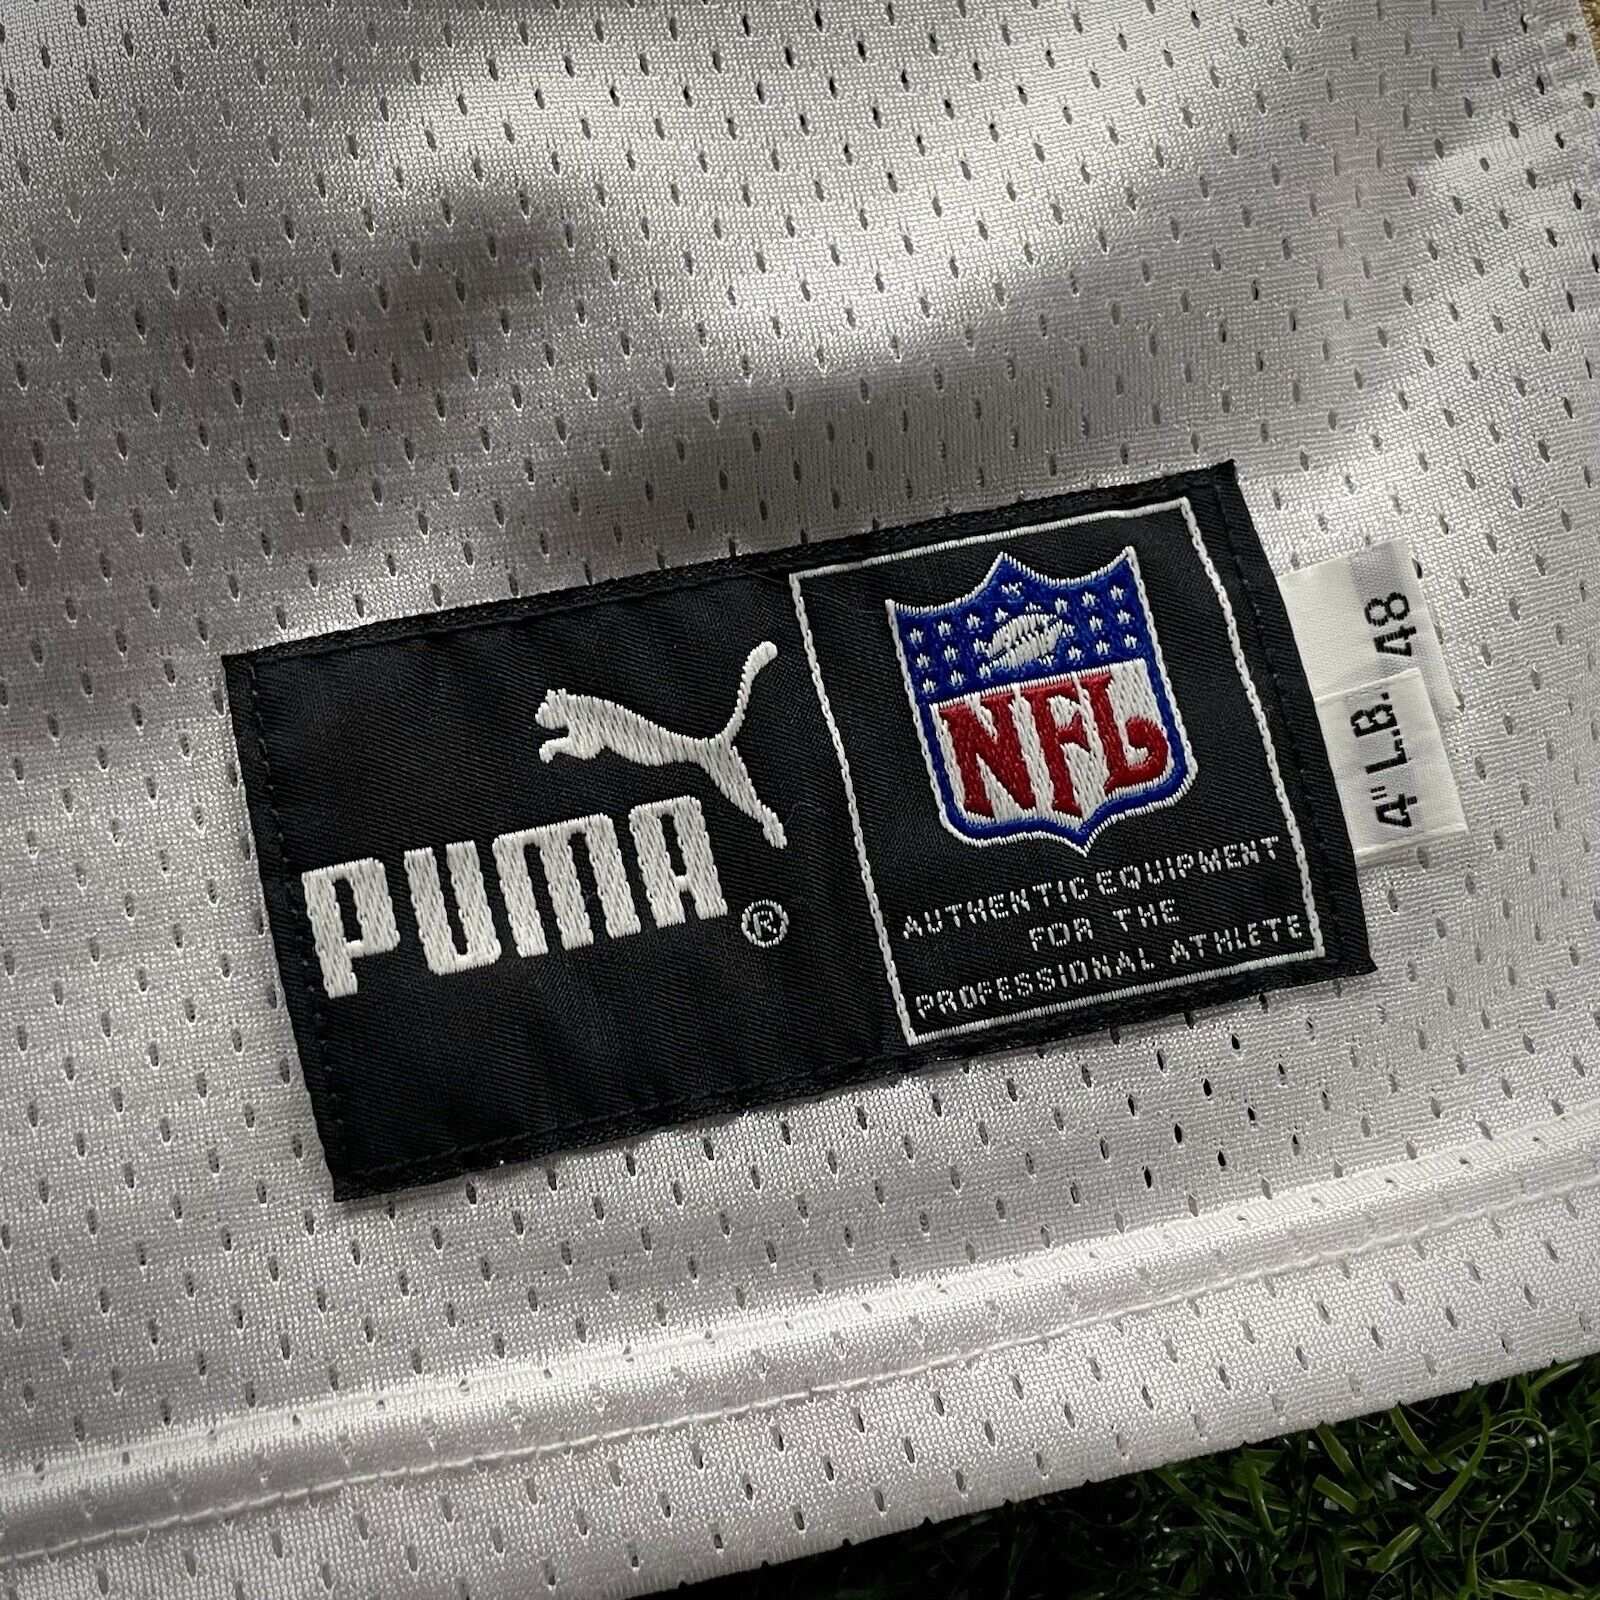 PUMA®
NFL
AUTHENTIC EQUIPMENT
FOR THE
PROFESSIONAL ATHLETE
48
4" L.B.